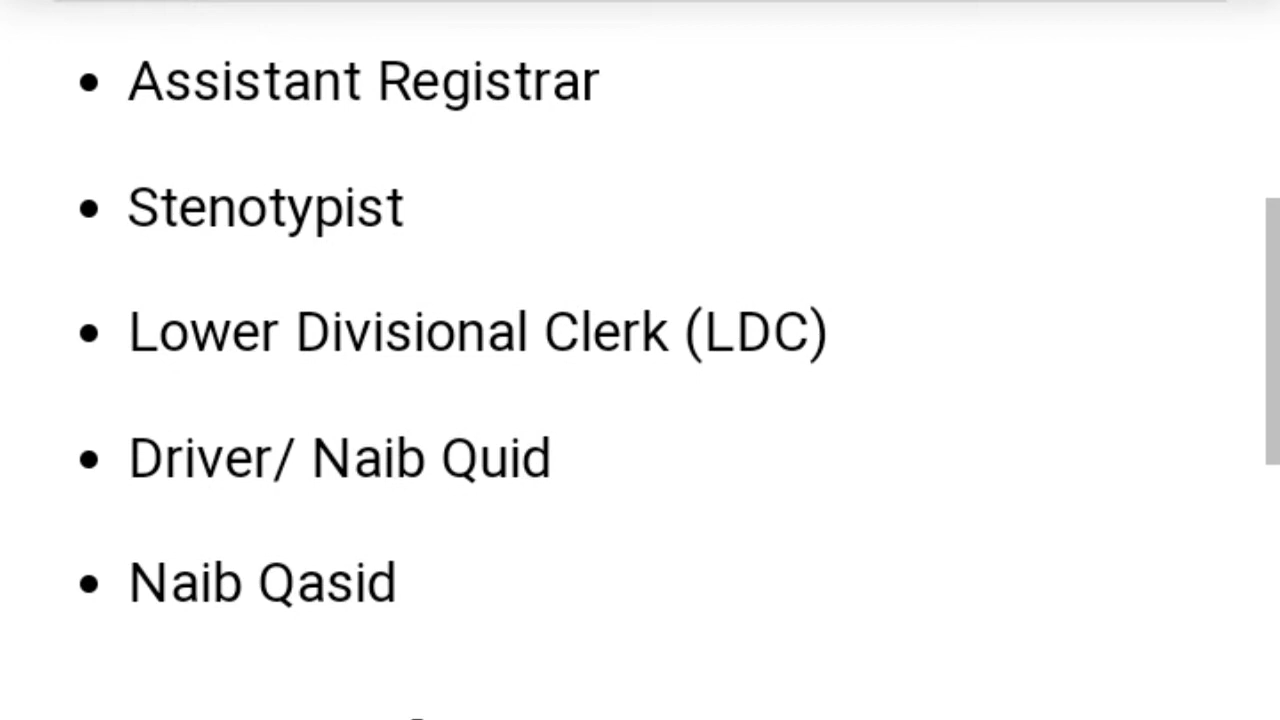 • Assistant Registrar
• Stenotypist
• Lower Divisional Clerk (LDC)
• Driver/ Naib Quid
• Naib Qasid